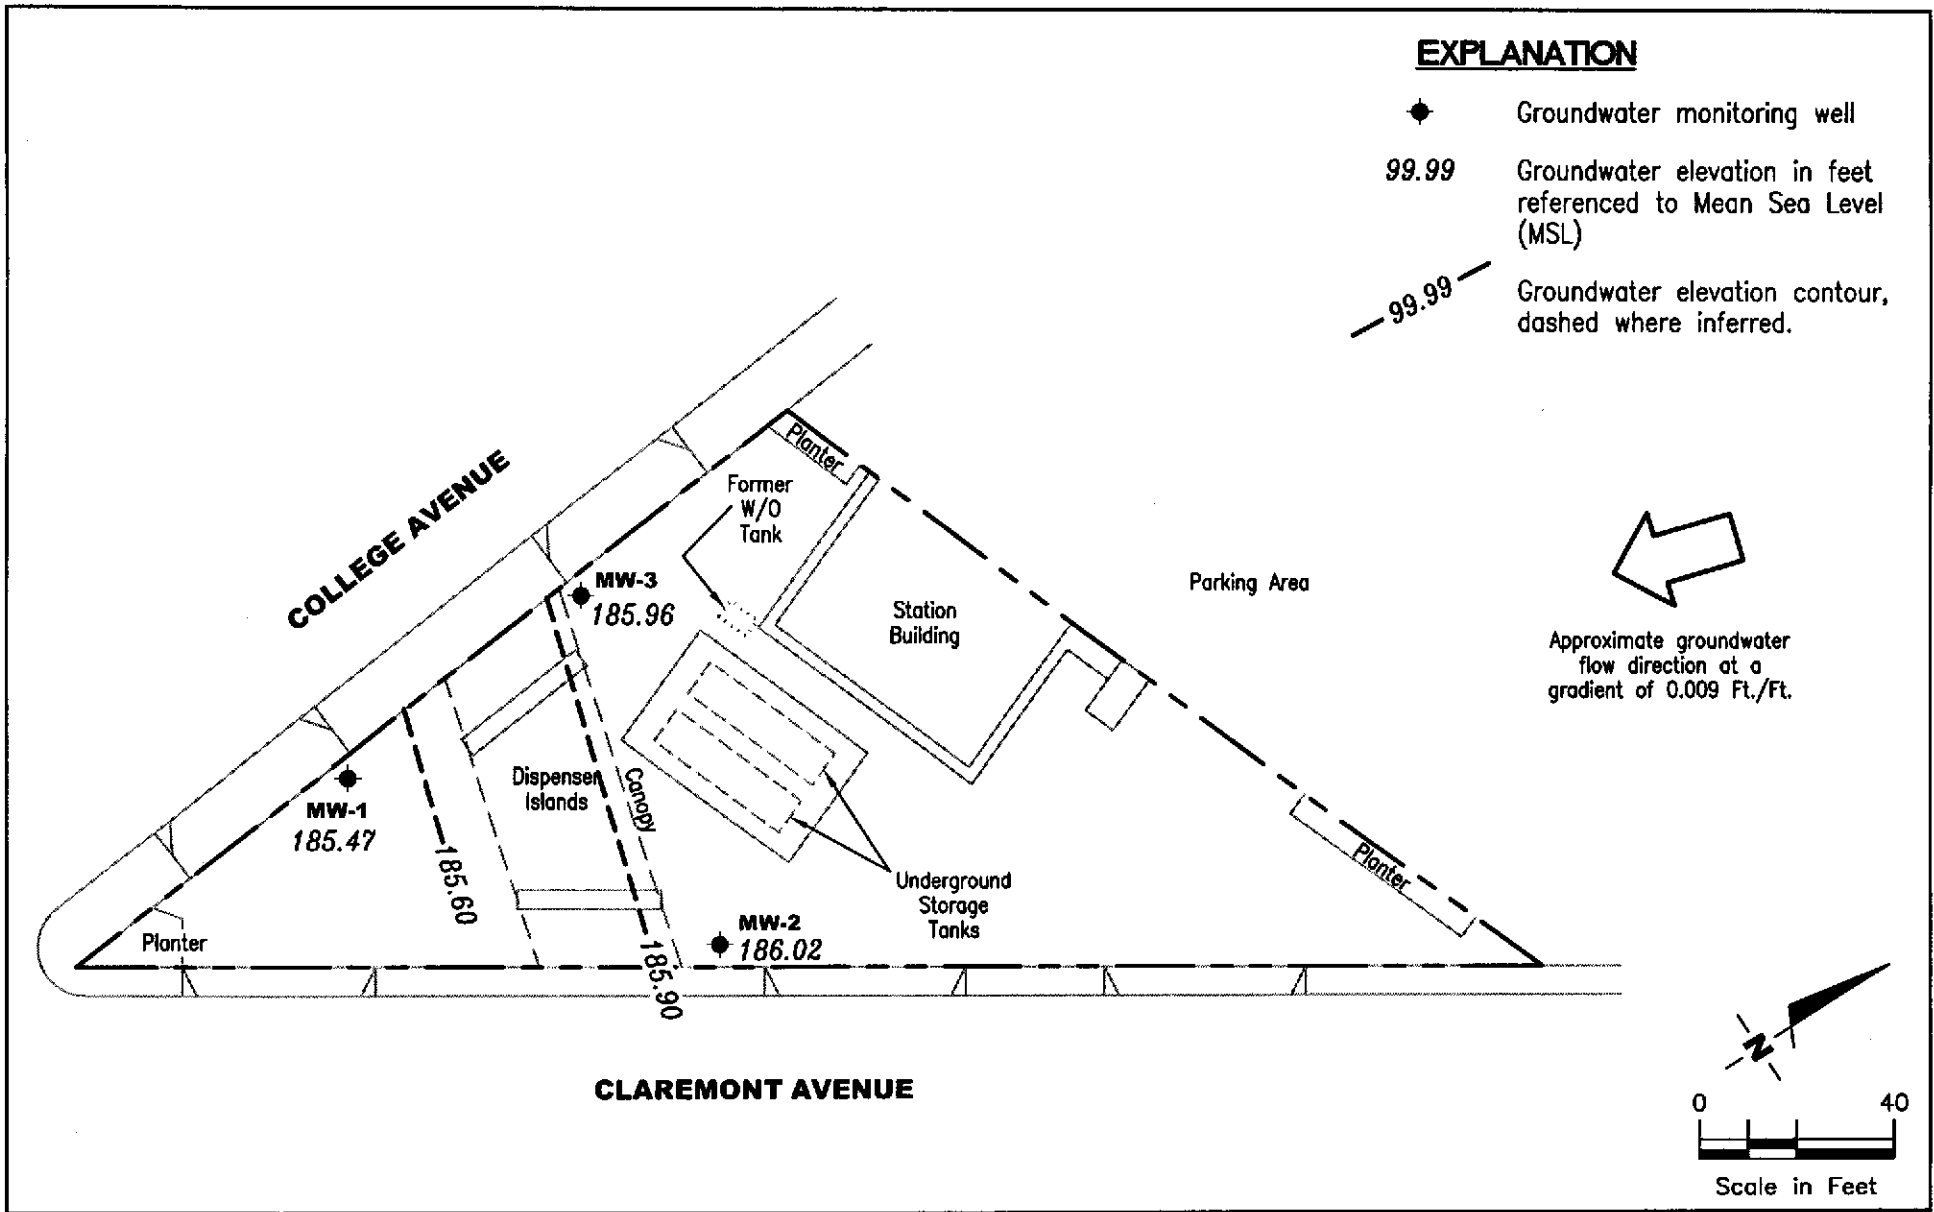 EXPLANATION
Groundwater monitoring well
99.99
Groundwater elevation in feet
referenced to Mean Sea Level
(MSL)
99.99
Groundwater elevation contour,
dashed where inferred.
COLLEGE AVENUE
Planter
Former
W/O
Tank
MW-3
185.96
Station
Building
Parking Area
Approximate groundwater
flow direction at a
gradient of 0.009 Ft./Ft.
MW-1
185.47
185.60
Dispenser
Islands
Canopy
Underground
Storage
Tanks
Planter
Planter
MW-2
186.02
185.90
CLAREMONT AVENUE
N
0 40
Scale in Feet